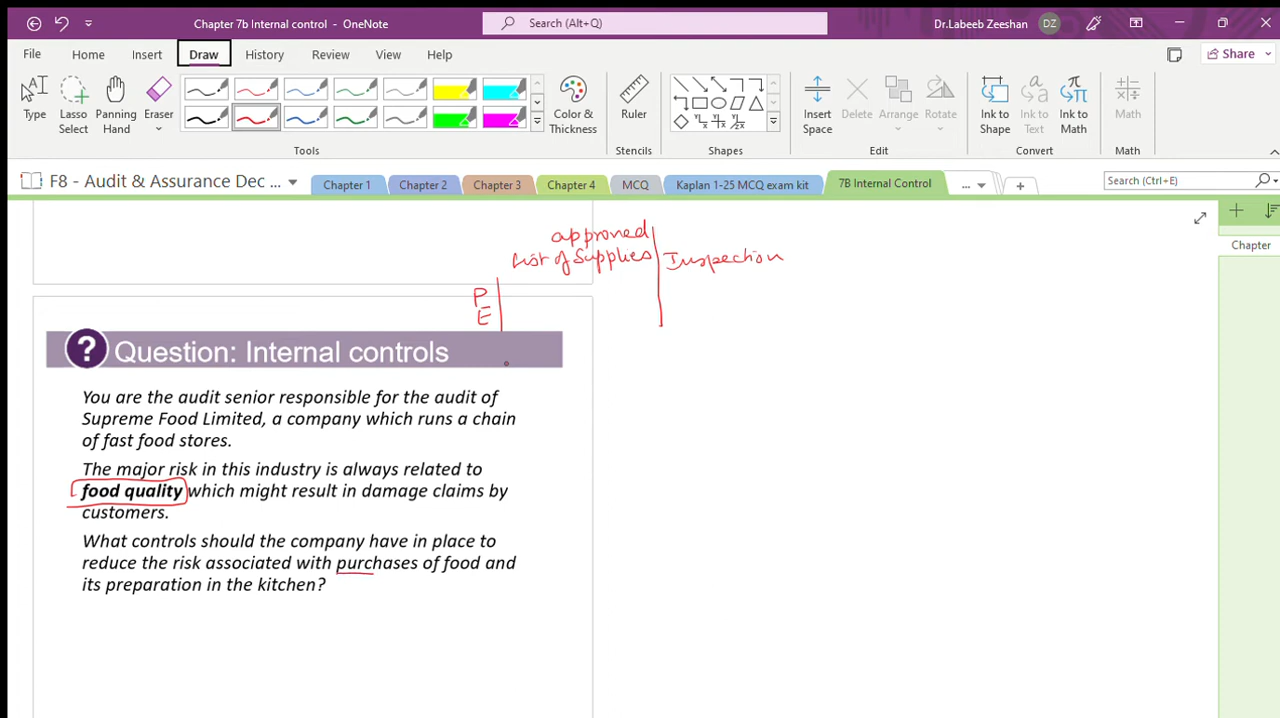 Chapter 7b Internal control - OneNote
Search (Alt+Q)
Dr.Labeeb Zeeshan
DZ
File
Home
Insert
Draw
History
Review
View
Help
Share
Type
Lasso Select
Panning Hand
Eraser
Color & Thickness
Ruler
Insert Space
Delete
Arrange
Rotate
Ink to Shape
Ink to Text
Ink to Math
Math
Tools
Stencils
Shapes
Edit
Convert
Math
F8 - Audit & Assurance Dec ...
Chapter 1
Chapter 2
Chapter 3
Chapter 4
MCQ
Kaplan 1-25 MCQ exam kit
7B Internal Control
...
Search (Ctrl+E)
Chapter
approved
List of Supplies
Inspection
P
E
? Question: Internal controls
You are the audit senior responsible for the audit of
Supreme Food Limited, a company which runs a chain
of fast food stores.
The major risk in this industry is always related to
food quality which might result in damage claims by
customers.
What controls should the company have in place to
reduce the risk associated with purchases of food and
its preparation in the kitchen?